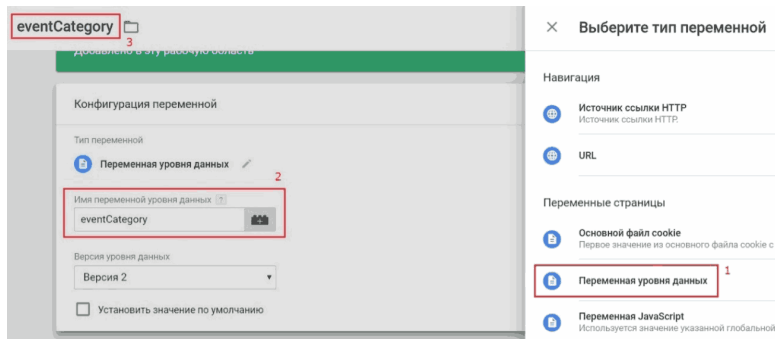 eventCategory
3
Добавлено в эту рабочую область
Конфигурация переменной
Тип переменной
Переменная уровня данных
2
Имя переменной уровня данных ?
eventCategory
Версия уровня данных
Версия 2
Установить значение по умолчанию
Выберите тип переменной
Навигация
Источник ссылки HTTP
Источник ссылки HTTP.
URL
Переменные страницы
Основной файл cookie
Первое значение из основного файла cookie с
1
Переменная уровня данных
Переменная JavaScript
Используется значение указанной глобальной